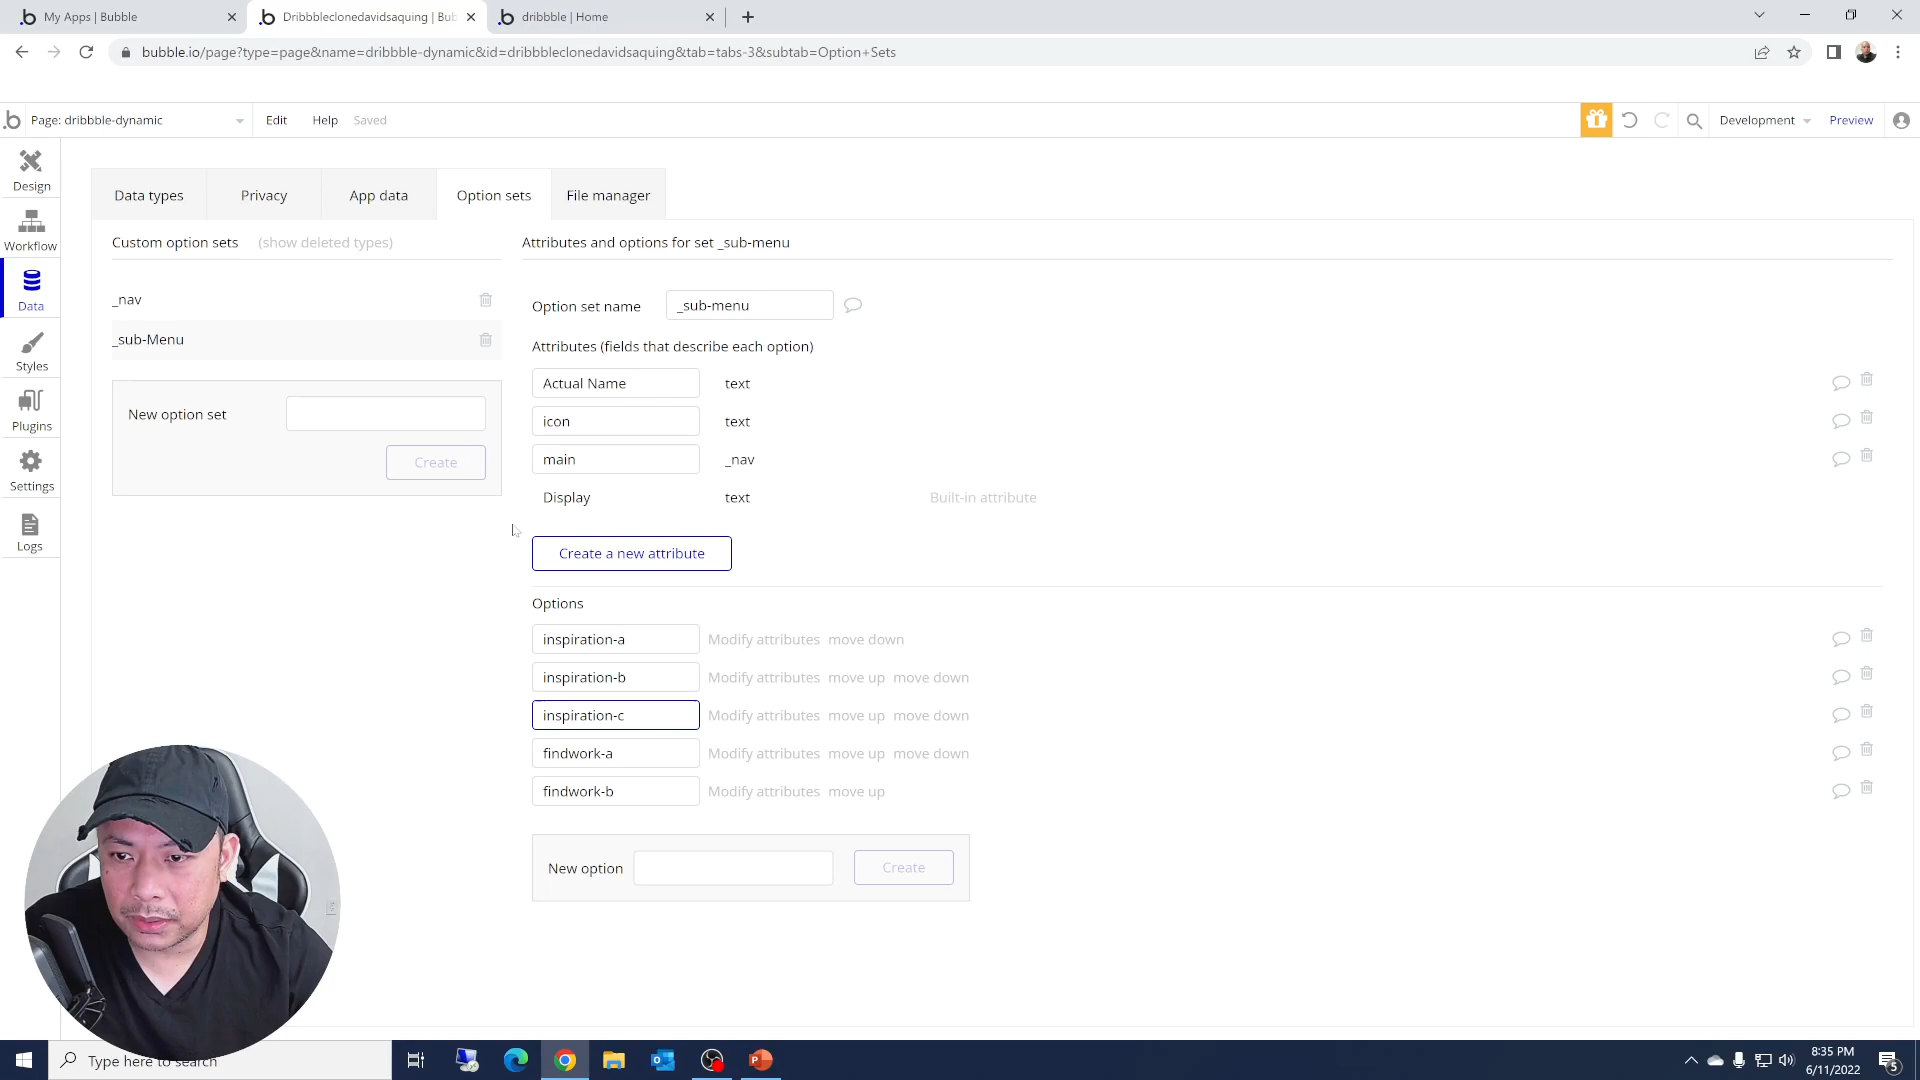 My Apps | Bubble
Dribbbleclonedavidsaquing | Bub
dribbble | Home
bubble.io/page?type=page&name=dribbble-dynamic&id=dribbbleclonedavidsaquing&tab=tabs-3&subtab=Option+Sets
.b
Page: dribbble-dynamic
Edit
Help
Saved
Development
Preview
Design
Workflow
Data
Styles
Plugins
Settings
Logs
Data types
Privacy
App data
Option sets
File manager
Custom option sets
(show deleted types)
_nav
_sub-Menu
New option set
Create
Attributes and options for set _sub-menu
Option set name
_sub-menu
Attributes (fields that describe each option)
Actual Name text
icon text
main _nav
Display text Built-in attribute
Create a new attribute
Options
inspiration-a Modify attributes move down
inspiration-b Modify attributes move up move down
inspiration-c Modify attributes move up move down
findwork-a Modify attributes move up move down
findwork-b Modify attributes move up
New option
Create
Type here to search
8:35 PM
6/11/2022
5